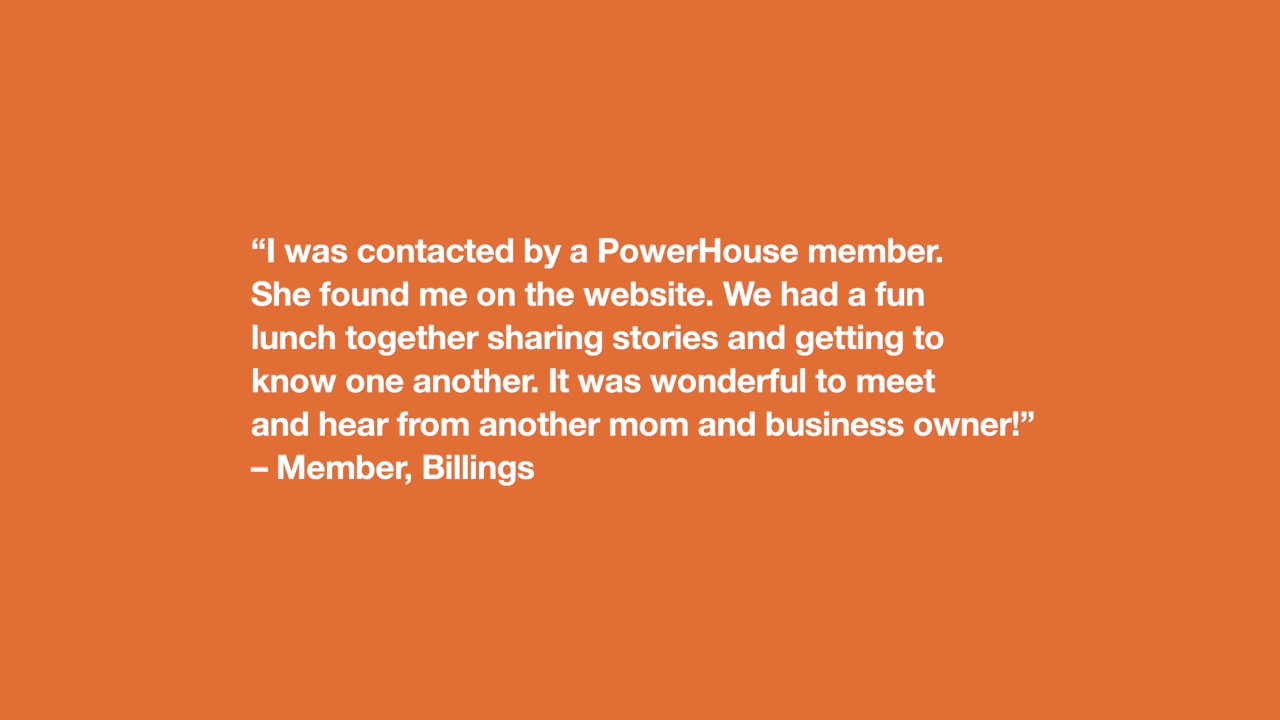 “I was contacted by a PowerHouse member.
She found me on the website. We had a fun
lunch together sharing stories and getting to
know one another. It was wonderful to meet
and hear from another mom and business owner!”
– Member, Billings